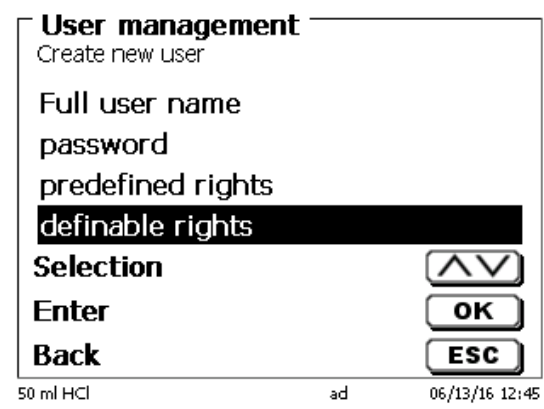 User management
Create new user
Full user name
password
predefined rights
definable rights
Selection
Enter OK
Back ESC
50 ml HCl ad 06/13/16 12:45